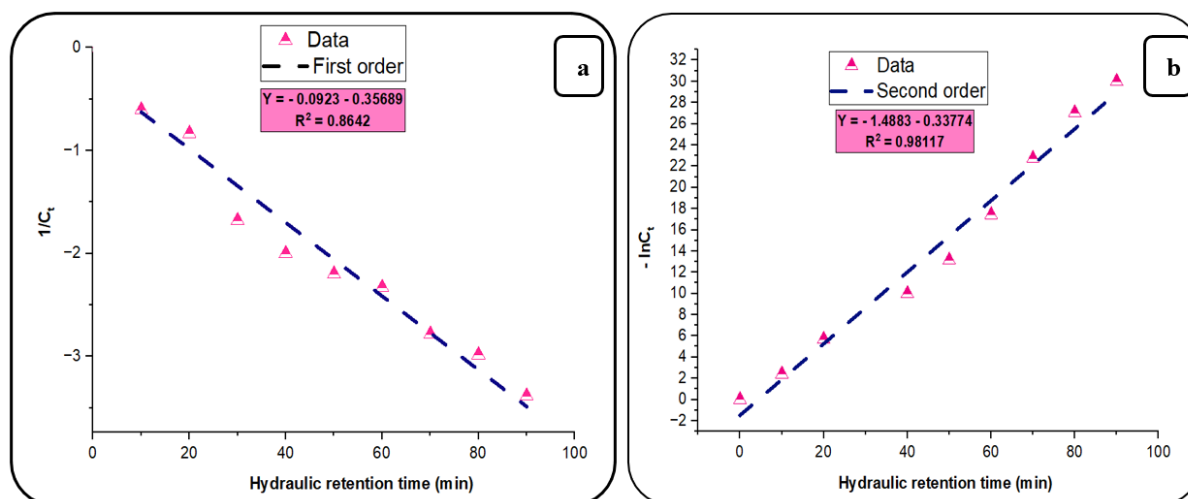 a
Data
First order
Y = - 0.0923 - 0.35689
R² = 0.8642
0
−1
−2
−3
1/Cₜ
0 20 40 60 80 100
Hydraulic retention time (min)
b
Data
Second order
Y = - 1.4883 - 0.33774
R² = 0.98117
32
30
28
26
24
22
20
18
16
14
12
10
8
6
4
2
0
−2
- lnCₜ
0 20 40 60 80 100
Hydraulic retention time (min)